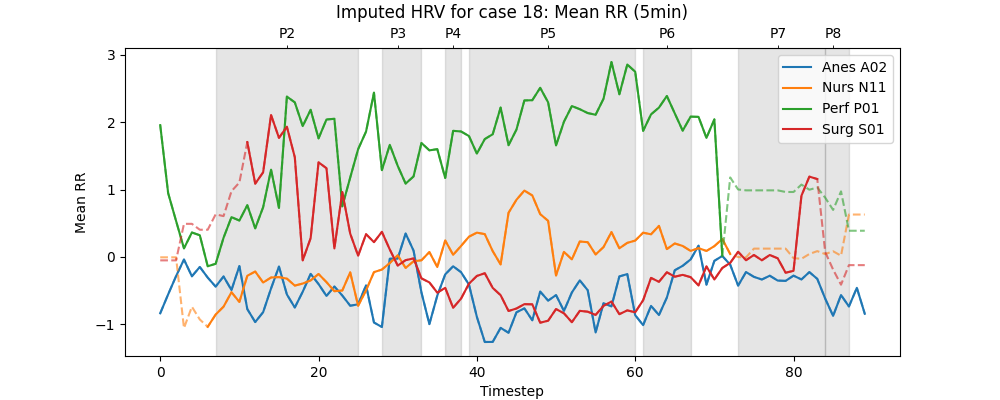 Imputed HRV for case 18: Mean RR (5min)
P2 P3 P4 P5 P6 P7 P8
3
2
1
0
−1
Mean RR
Anes A02
Nurs N11
Perf P01
Surg S01
0 20 40 60 80
Timestep